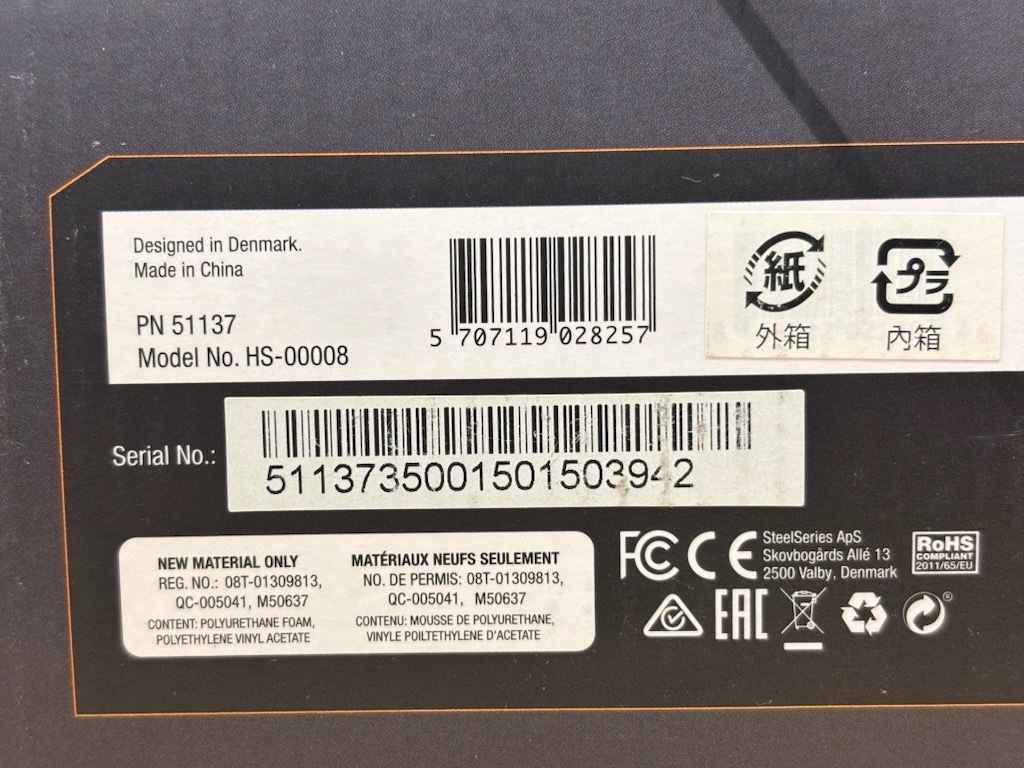 Designed in Denmark.
Made in China
PN 51137
Model No. HS-00008
5 707119 028257
紙
外箱
プラ
內箱
Serial No.:
5113735001501503942
NEW MATERIAL ONLY
REG. NO.: 08T-01309813,
QC-005041, M50637
CONTENT: POLYURETHANE FOAM,
POLYETHYLENE VINYL ACETATE
MATÉRIAUX NEUFS SEULEMENT
NO. DE PERMIS: 08T-01309813,
QC-005041, M50637
CONTENU: MOUSSE DE POLYURETHANE,
VINYLE POILTETHYLENE D'ACETATE
FC CE
SteelSeries ApS
Skovbogårds Allé 13
2500 Valby, Denmark
RoHS
COMPLIANT
2011/65/EU
EAC
®